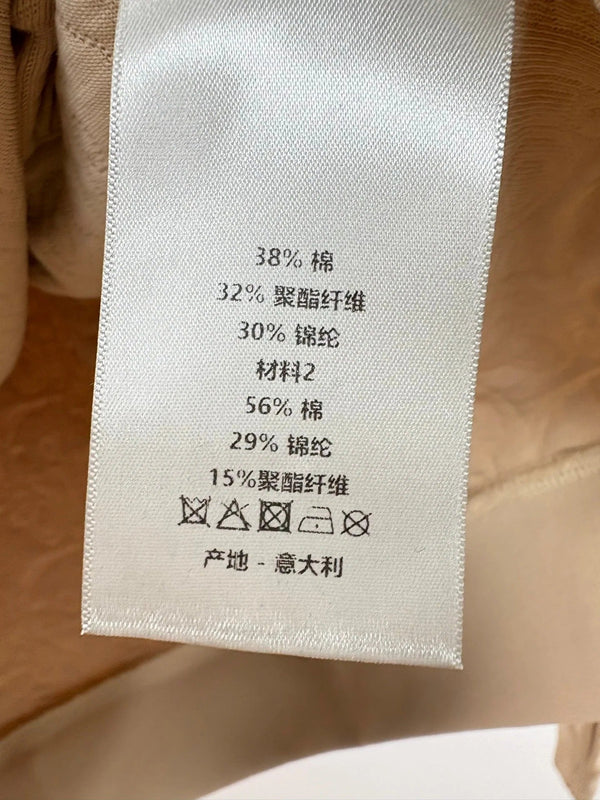 38% 棉
32% 聚酯纤维
30% 锦纶
材料2
56% 棉
29% 锦纶
15%聚酯纤维
产地 - 意大利